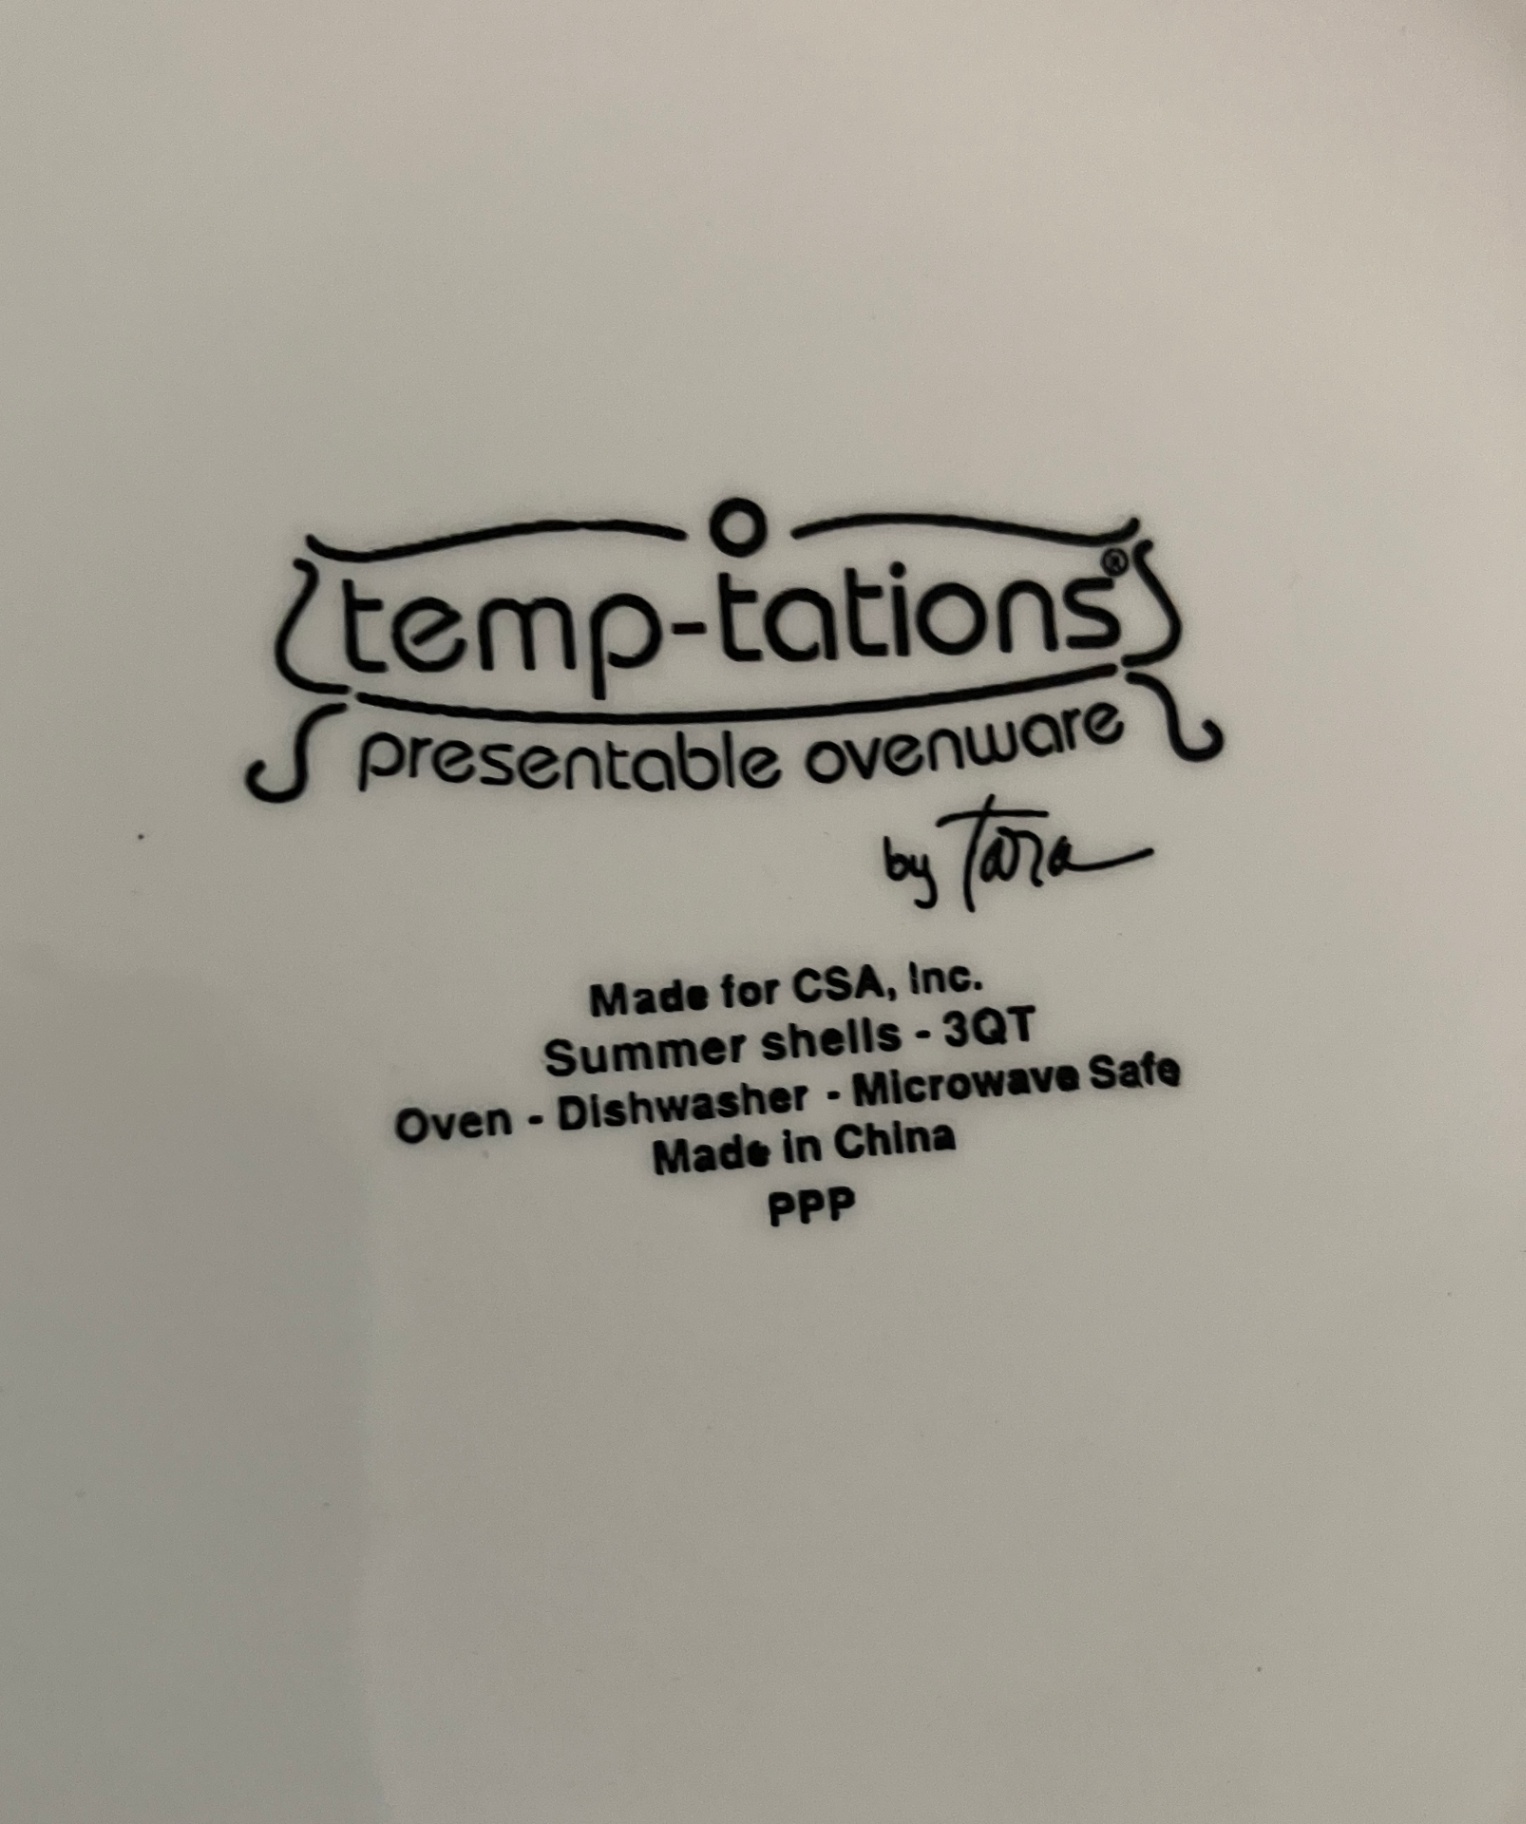 temp-tations®
presentable ovenware
by Tara
Made for CSA, Inc.
Summer shells - 3QT
Oven - Dishwasher - Microwave Safe
Made in China
PPP